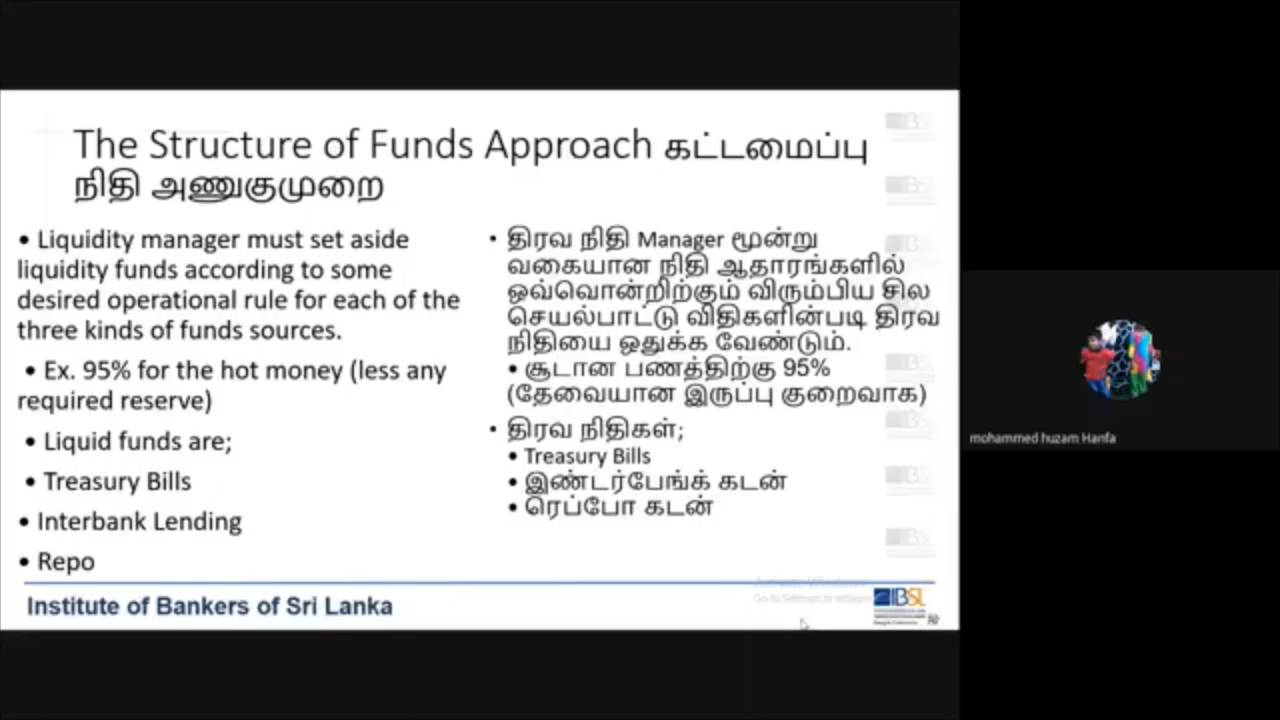 The Structure of Funds Approach கட்டமைப்பு
நிதி அணுகுமுறை
• Liquidity manager must set aside
liquidity funds according to some
desired operational rule for each of the
three kinds of funds sources.
• Ex. 95% for the hot money (less any
required reserve)
• Liquid funds are;
• Treasury Bills
• Interbank Lending
• Repo
• திரவ நிதி Manager மூன்று
வகையான நிதி ஆதாரங்களில்
ஒவ்வொன்றிற்கும் விரும்பிய சில
செயல்பாட்டு விதிகளின்படி திரவ
நிதியை ஒதுக்க வேண்டும்.
• சூடான பணத்திற்கு 95%
(தேவையான இருப்பு குறைவாக)
• திரவ நிதிகள்;
• Treasury Bills
• இண்டர்பேங்க் கடன்
• ரெப்போ கடன்
Institute of Bankers of Sri Lanka
IBSL
mohammed huzam Hanfa